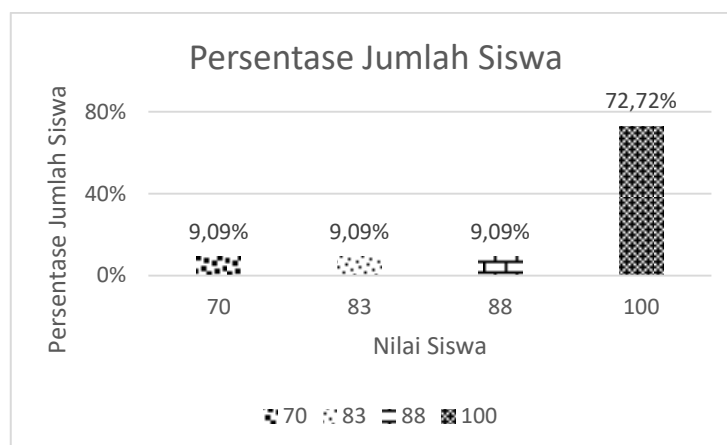 Persentase Jumlah Siswa
Persentase Jumlah Siswa
80%
40%
0%
72,72%
9,09% 9,09% 9,09%
70 83 88 100
Nilai Siswa
70 83 88 100